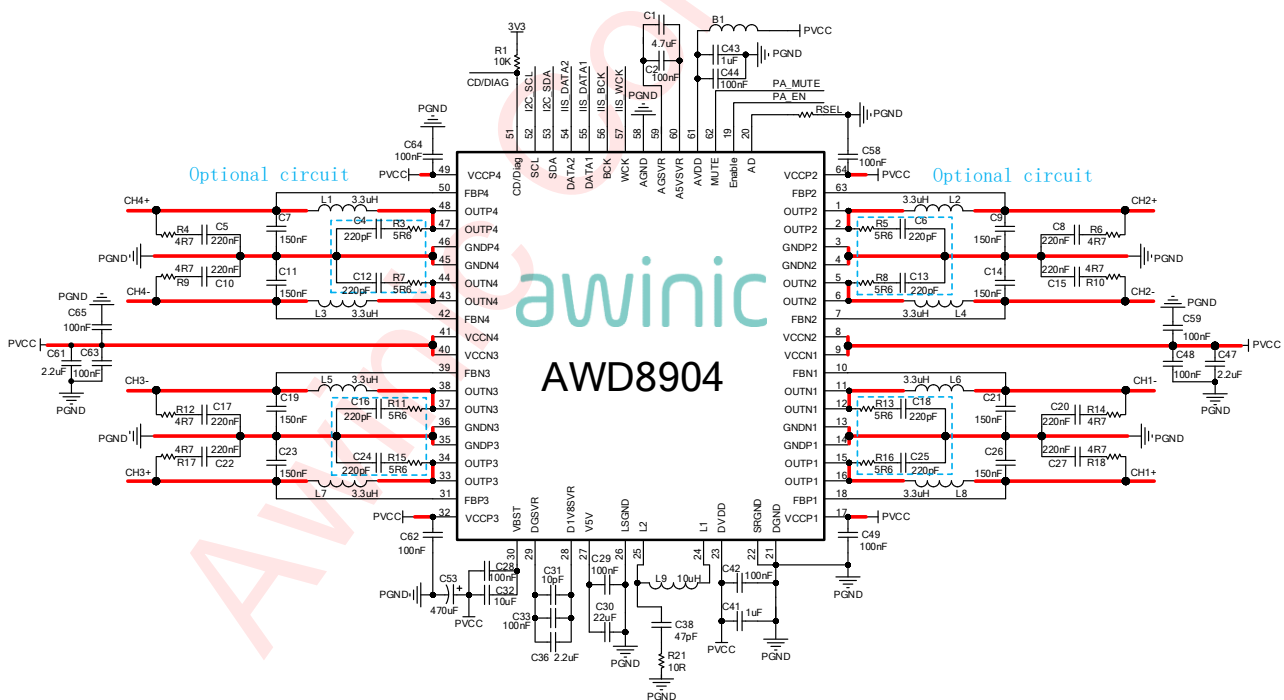 Awinic Co
C1
4.7uF
C2
100nF
B1
PVCC
C43
1uF
C44
100nF
PGND
3V3
R1
10K
CD/DIAG
I2C_SCL
I2C_SDA
IIS_DATA2
IIS_DATA1
IIS_BCK
IIS_WCK
PGND
PA_MUTE
PA_EN
RSEL
PGND
51 52 53 54 55 56 57 58 59 60 61 62 19 20
CD/Diag SCL SDA DATA2 DATA1 BCK WCK AGND AGSVR A5VSVR AVDD MUTE Enable AD
PGND
C64
100nF
PVCC
C58
100nF
PVCC
Optional circuit
Optional circuit
49 VCCP4
50 FBP4
48 OUTP4
47 OUTP4
46 GNDP4
45 GNDN4
44 OUTN4
43 OUTN4
42 FBN4
41 VCCN4
40 VCCN3
39 FBN3
38 OUTN3
37 OUTN3
36 GNDN3
35 GNDP3
34 OUTP3
33 OUTP3
31 FBP3
32 VCCP3
VCCP2 64
FBP2 63
OUTP2 1
OUTP2 2
GNDP2 3
GNDN2 4
OUTN2 5
OUTN2 6
FBN2 7
VCCN2 8
VCCN1 9
FBN1 10
OUTN1 11
OUTN1 12
GNDN1 13
GNDP1 14
OUTP1 15
OUTP1 16
FBP1 18
VCCP1 17
awinic
AWD8904
CH4+
L1
3.3uH
C7
150nF
R4
4R7
C5
220nF
C4
220pF
R3
5R6
PGND
4R7
R9
220nF
C10
C11
150nF
C12
220pF
R7
5R6
CH4-
L3
3.3uH
PGND
C65
100nF
PVCC
C61
2.2uF
C63
100nF
PGND
CH3-
L5
3.3uH
C19
150nF
R12
4R7
C17
220nF
C16
220pF
R11
5R6
PGND
4R7
R17
220nF
C22
C23
150nF
C24
220pF
R15
5R6
CH3+
L7
3.3uH
PVCC
C62
100nF
3.3uH
L2
CH2+
R5
5R6
C6
220pF
C9
150nF
C8
220nF
R6
4R7
PGND
R8
5R6
C13
220pF
C14
150nF
220nF
C15
4R7
R10
CH2-
3.3uH
L4
PGND
C59
100nF
PVCC
C48
100nF
C47
2.2uF
PGND
3.3uH
L6
CH1-
R13
5R6
C18
220pF
C21
150nF
C20
220nF
R14
4R7
PGND
R16
5R6
C25
220pF
C26
150nF
220nF
C27
4R7
R18
CH1+
3.3uH
L8
PVCC
C49
100nF
PGND
VBST DGSVR D1V8SVR V5V LSGND L2 L1 DVDD SRGND DGND
30 29 28 27 26 25 24 23 22 21
PGND
C53
+
470uF
PVCC
C28
100nF
C32
10uF
C31
10pF
C33
100nF
C36
2.2uF
C29
100nF
C30
22uF
PGND
L9
10uH
C38
47pF
R21
10R
PGND
C42
100nF
C41
1uF
PVCC
PGND